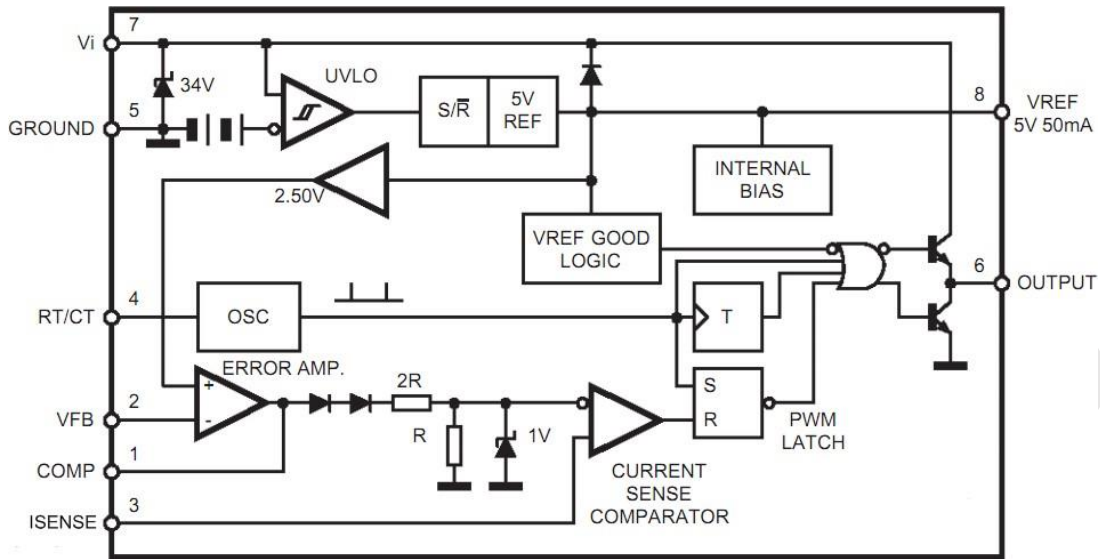 7
Vi
34V
UVLO
5
GROUND
S/R̅
5V
REF
8
VREF
5V 50mA
INTERNAL
BIAS
2.50V
VREF GOOD
LOGIC
6
OUTPUT
4
RT/CT
OSC
T
ERROR AMP.
+
-
2R
2
VFB
R
1V
S
R
PWM
LATCH
1
COMP
CURRENT
SENSE
COMPARATOR
3
ISENSE